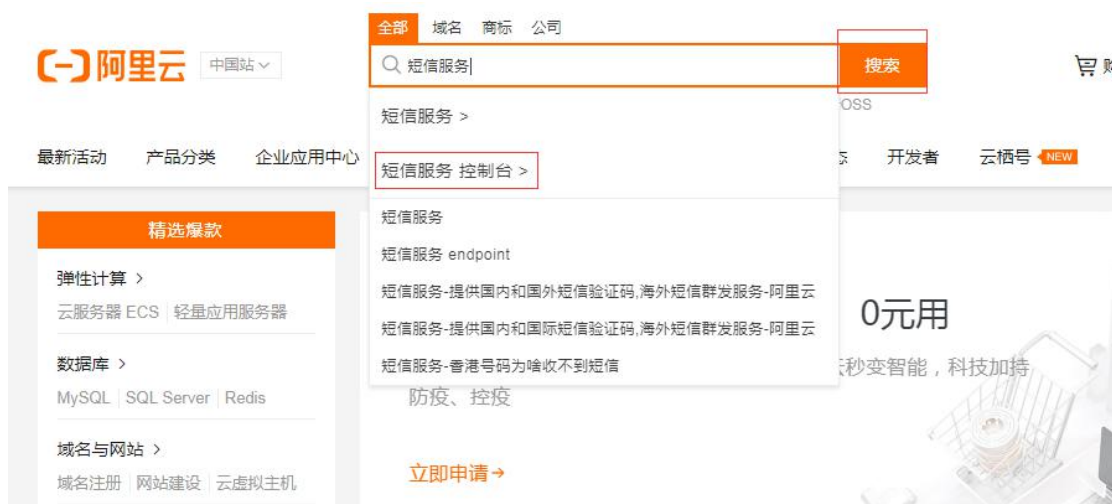 全部 域名 商标 公司
阿里云 中国站
短信服务 搜索
短信服务 >
OSS
最新活动 产品分类 企业应用中心 开发者 云栖号 NEW
短信服务 控制台 >
短信服务
精选爆款
短信服务 endpoint
弹性计算 >
短信服务-提供国内和国外短信验证码,海外短信群发服务-阿里云
云服务器 ECS 轻量应用服务器
0元用
短信服务-提供国内和国际短信验证码,海外短信群发服务-阿里云
数据库 >
短信服务-香港号码为啥收不到短信
秒变智能，科技加持
MySQL SQL Server Redis
防疫、控疫
域名与网站 >
立即申请→
域名注册 网站建设 云虚拟主机